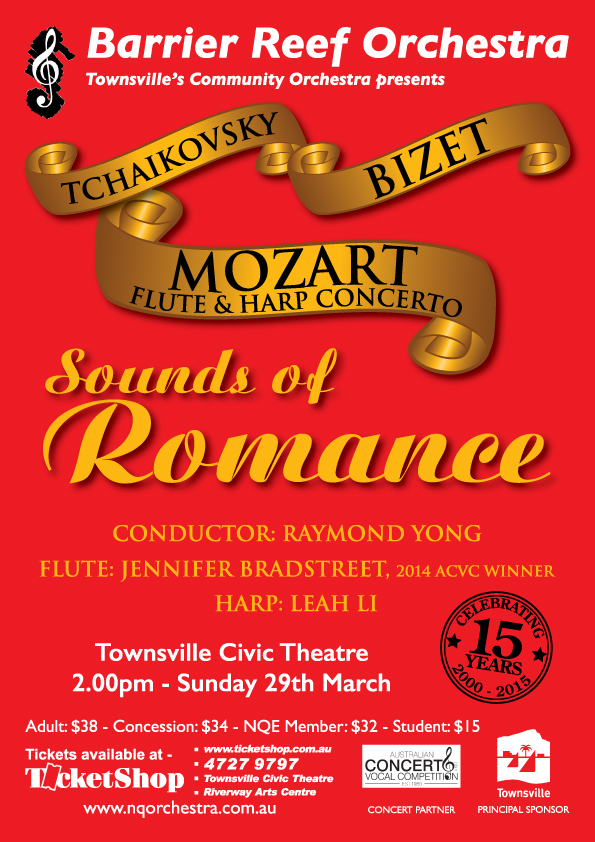 Barrier Reef Orchestra
Townsville's Community Orchestra presents
TCHAIKOVSKY
BIZET
MOZART
FLUTE & HARP CONCERTO
Sounds of
Romance
CONDUCTOR: RAYMOND YONG
FLUTE: JENNIFER BRADSTREET, 2014 ACVC WINNER
HARP: LEAH LI
CELEBRATING
15
YEARS
2000 - 2015
Townsville Civic Theatre
2.00pm - Sunday 29th March
Adult: $38 - Concession: $34 - NQE Member: $32 - Student: $15
Tickets available at -
TicketShop
▪ www.ticketshop.com.au
▪ 4727 9797
▪ Townsville Civic Theatre
▪ Riverway Arts Centre
www.nqorchestra.com.au
AUSTRALIAN
CONCERTO
VOCAL COMPETITION
EST 1985
CONCERT PARTNER
Townsville
PRINCIPAL SPONSOR